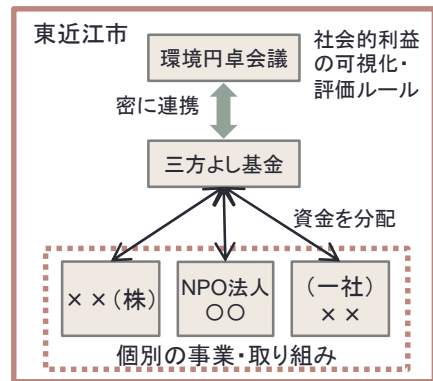 東近江市
環境円卓会議
社会的利益
の可視化・
評価ルール
密に連携
三方よし基金
資金を分配
××(株)
NPO法人
○○
(一社)
××
個別の事業・取り組み